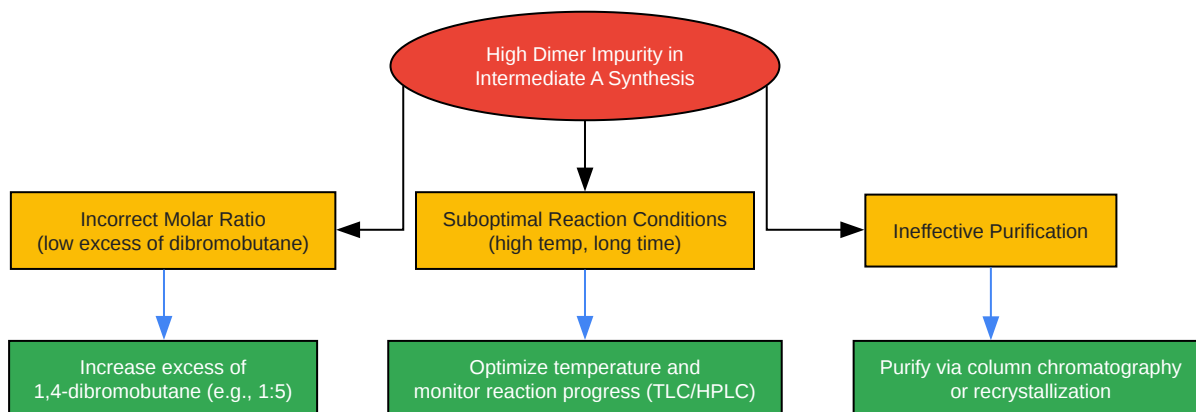 High Dimer Impurity in
Intermediate A Synthesis
Incorrect Molar Ratio
(low excess of dibromobutane)
Suboptimal Reaction Conditions
(high temp, long time)
Ineffective Purification
Increase excess of
1,4-dibromobutane (e.g., 1:5)
Optimize temperature and
monitor reaction progress (TLC/HPLC)
Purify via column chromatography
or recrystallization